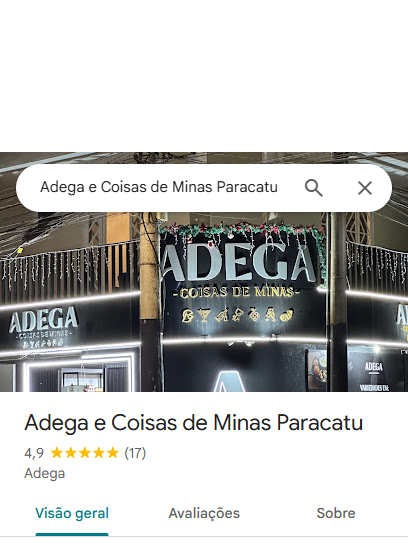 Adega e Coisas de Minas Paracatu
ADEGA
-COISAS DE MINAS-
ADEGA
COISAS DE MINAS
ADEGA
Adega e Coisas de Minas Paracatu
4,9 (17)
Adega
Visão geral
Avaliações
Sobre